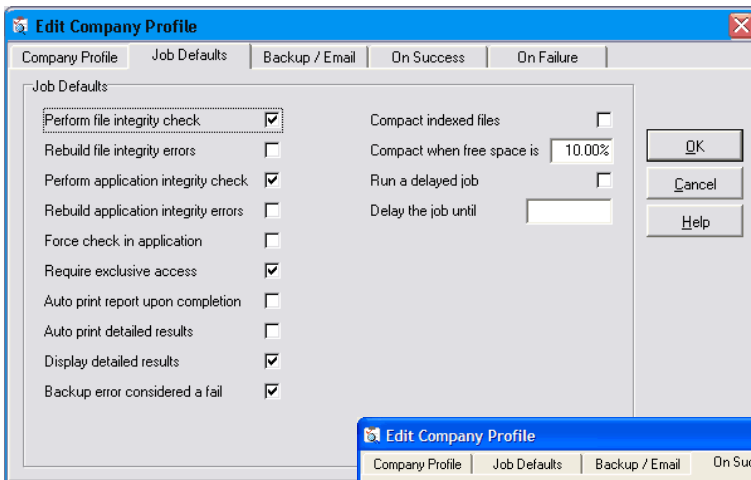 Edit Company Profile
Company Profile Job Defaults Backup / Email On Success On Failure
Job Defaults
Perform file integrity check
Rebuild file integrity errors
Perform application integrity check
Rebuild application integrity errors
Force check in application
Require exclusive access
Auto print report upon completion
Auto print detailed results
Display detailed results
Backup error considered a fail
Compact indexed files
Compact when free space is 10.00%
Run a delayed job
Delay the job until
OK
Cancel
Help
Edit Company Profile
Company Profile Job Defaults Backup / Email On Suc